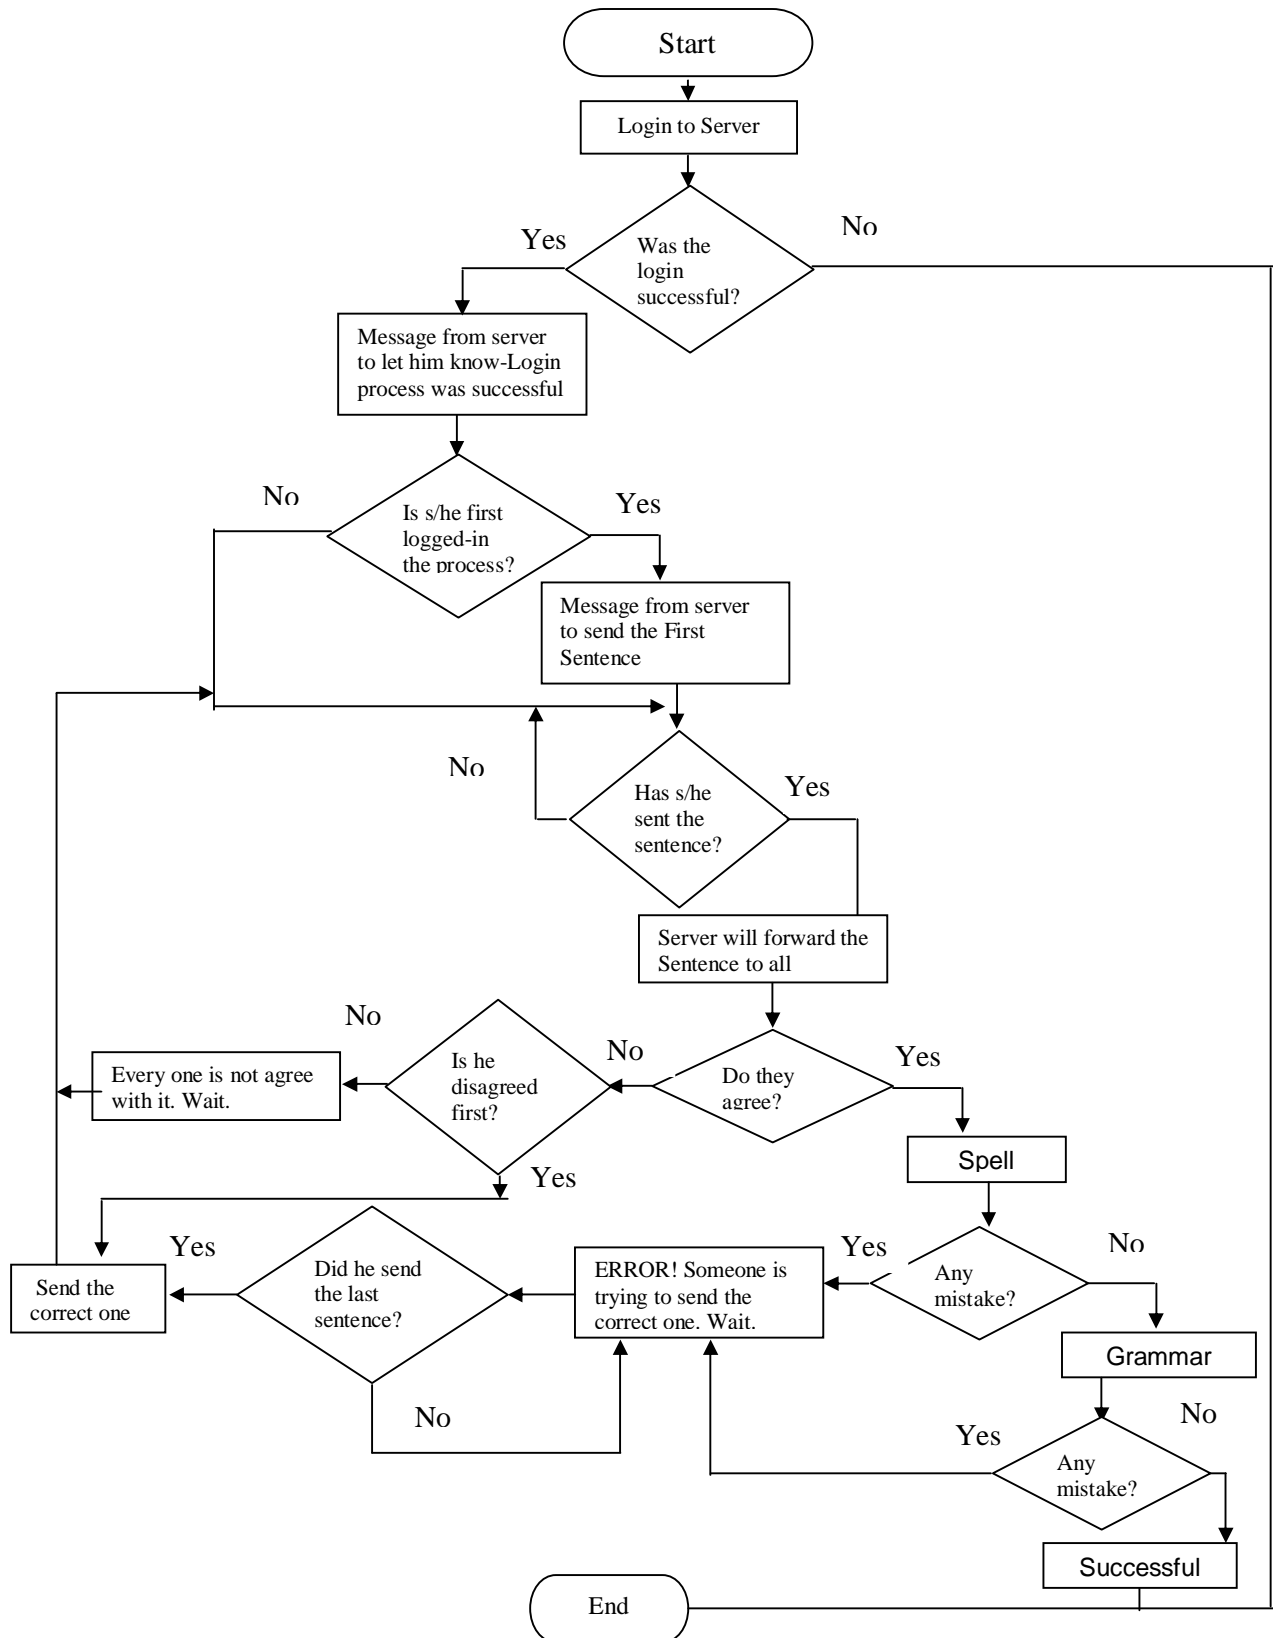 Start
Login to Server
Yes
No
Was the
login
successful?
Message from server
to let him know-Login
process was successful
No
Yes
Is s/he first
logged-in
the process?
Message from server
to send the First
Sentence
No
Yes
Has s/he
sent the
sentence?
Server will forward the
Sentence to all
No
No
Yes
Every one is not agree
with it. Wait.
Is he
disagreed
first?
Do they
agree?
Spell
Yes
Yes
Yes
No
Send the
correct one
Did he send
the last
sentence?
ERROR! Someone is
trying to send the
correct one. Wait.
Any
mistake?
Grammar
No
Yes
No
Any
mistake?
Successful
End